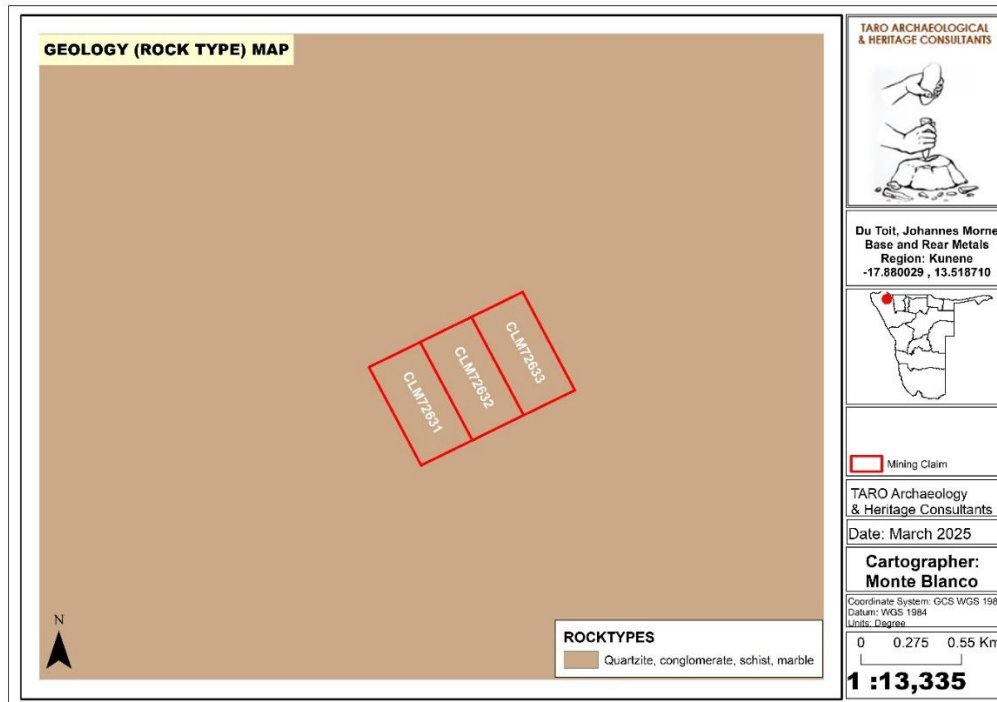 GEOLOGY (ROCK TYPE) MAP
CLM72631
CLM72632
CLM72633
N
ROCKTYPES
Quartzite, conglomerate, schist, marble
TARO ARCHAEOLOGICAL
& HERITAGE CONSULTANTS
Du Toit, Johannes Morne
Base and Rear Metals
Region: Kunene
-17.880029 , 13.518710
Mining Claim
TARO Archaeology
& Heritage Consultants
Date: March 2025
Cartographer:
Monte Blanco
Coordinate System: GCS WGS 198
Datum: WGS 1984
Units: Degree
0 0.275 0.55 Km
1 :13,335